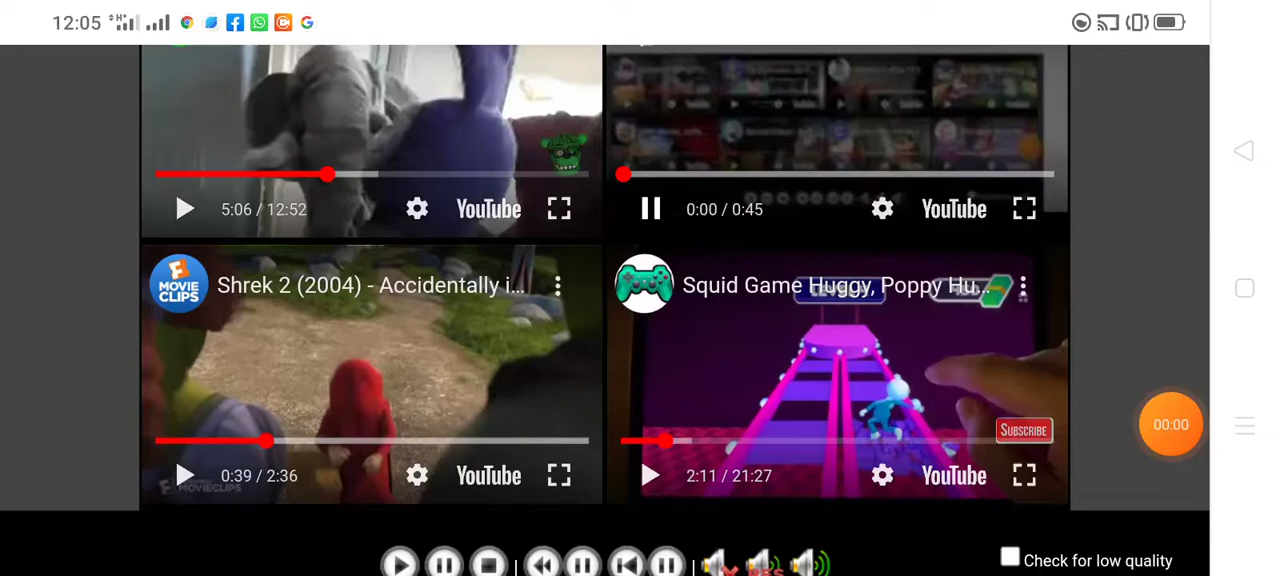 12:05
5:06 / 12:52
YouTube
0:00 / 0:45
YouTube
MOVIE
CLIPS
Shrek 2 (2004) - Accidentally i...
Squid Game Huggy, Poppy Hu...
SUBSCRIBE
00:00
0:39 / 2:36
YouTube
2:11 / 21:27
YouTube
MOVIECLIPS
Check for low quality